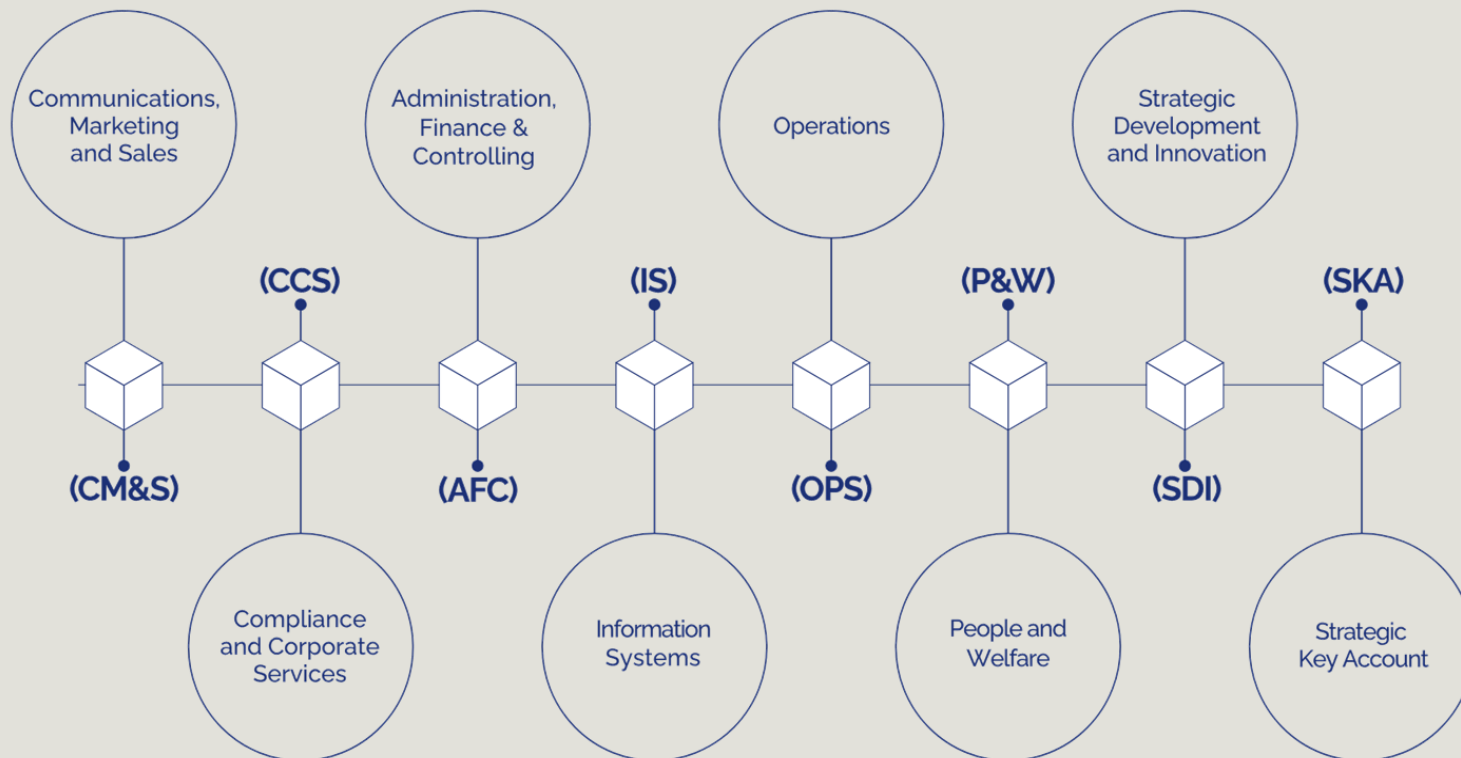 Communications,
Marketing
and Sales
Administration,
Finance &
Controlling
Operations
Strategic
Development
and Innovation
(CCS)
(IS)
(P&W)
(SKA)
(CM&S)
(AFC)
(OPS)
(SDI)
Compliance
and Corporate
Services
Information
Systems
People and
Welfare
Strategic
Key Account